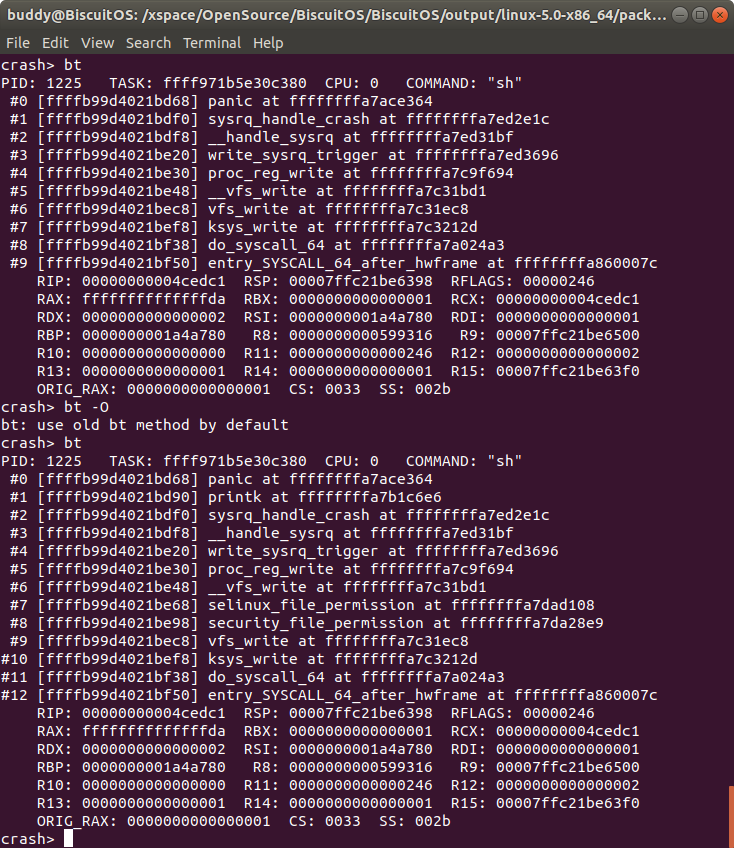 buddy@BiscuitOS: /xspace/OpenSource/BiscuitOS/BiscuitOS/output/linux-5.0-x86_64/pack...
File Edit View Search Terminal Help
crash> bt
PID: 1225   TASK: ffff971b5e30c380  CPU: 0   COMMAND: "sh"
 #0 [ffffb99d4021bd68] panic at ffffffffa7ace364
 #1 [ffffb99d4021bdf0] sysrq_handle_crash at ffffffffa7ed2e1c
 #2 [ffffb99d4021bdf8] __handle_sysrq at ffffffffa7ed31bf
 #3 [ffffb99d4021be20] write_sysrq_trigger at ffffffffa7ed3696
 #4 [ffffb99d4021be30] proc_reg_write at ffffffffa7c9f694
 #5 [ffffb99d4021be48] __vfs_write at ffffffffa7c31bd1
 #6 [ffffb99d4021bec8] vfs_write at ffffffffa7c31ec8
 #7 [ffffb99d4021bef8] ksys_write at ffffffffa7c3212d
 #8 [ffffb99d4021bf38] do_syscall_64 at ffffffffa7a024a3
 #9 [ffffb99d4021bf50] entry_SYSCALL_64_after_hwframe at ffffffffa860007c
    RIP: 00000000004cedc1  RSP: 00007ffc21be6398  RFLAGS: 00000246
    RAX: ffffffffffffffda  RBX: 0000000000000001  RCX: 00000000004cedc1
    RDX: 0000000000000002  RSI: 0000000001a4a780  RDI: 0000000000000001
    RBP: 0000000001a4a780   R8: 0000000000599316   R9: 00007ffc21be6500
    R10: 0000000000000000  R11: 0000000000000246  R12: 0000000000000002
    R13: 0000000000000001  R14: 0000000000000001  R15: 00007ffc21be63f0
    ORIG_RAX: 0000000000000001  CS: 0033  SS: 002b
crash> bt -O
bt: use old bt method by default
crash> bt
PID: 1225   TASK: ffff971b5e30c380  CPU: 0   COMMAND: "sh"
 #0 [ffffb99d4021bd68] panic at ffffffffa7ace364
 #1 [ffffb99d4021bd90] printk at ffffffffa7b1c6e6
 #2 [ffffb99d4021bdf0] sysrq_handle_crash at ffffffffa7ed2e1c
 #3 [ffffb99d4021bdf8] __handle_sysrq at ffffffffa7ed31bf
 #4 [ffffb99d4021be20] write_sysrq_trigger at ffffffffa7ed3696
 #5 [ffffb99d4021be30] proc_reg_write at ffffffffa7c9f694
 #6 [ffffb99d4021be48] __vfs_write at ffffffffa7c31bd1
 #7 [ffffb99d4021be68] selinux_file_permission at ffffffffa7dad108
 #8 [ffffb99d4021be98] security_file_permission at ffffffffa7da28e9
 #9 [ffffb99d4021bec8] vfs_write at ffffffffa7c31ec8
#10 [ffffb99d4021bef8] ksys_write at ffffffffa7c3212d
#11 [ffffb99d4021bf38] do_syscall_64 at ffffffffa7a024a3
#12 [ffffb99d4021bf50] entry_SYSCALL_64_after_hwframe at ffffffffa860007c
    RIP: 00000000004cedc1  RSP: 00007ffc21be6398  RFLAGS: 00000246
    RAX: ffffffffffffffda  RBX: 0000000000000001  RCX: 00000000004cedc1
    RDX: 0000000000000002  RSI: 0000000001a4a780  RDI: 0000000000000001
    RBP: 0000000001a4a780   R8: 0000000000599316   R9: 00007ffc21be6500
    R10: 0000000000000000  R11: 0000000000000246  R12: 0000000000000002
    R13: 0000000000000001  R14: 0000000000000001  R15: 00007ffc21be63f0
    ORIG_RAX: 0000000000000001  CS: 0033  SS: 002b
crash>